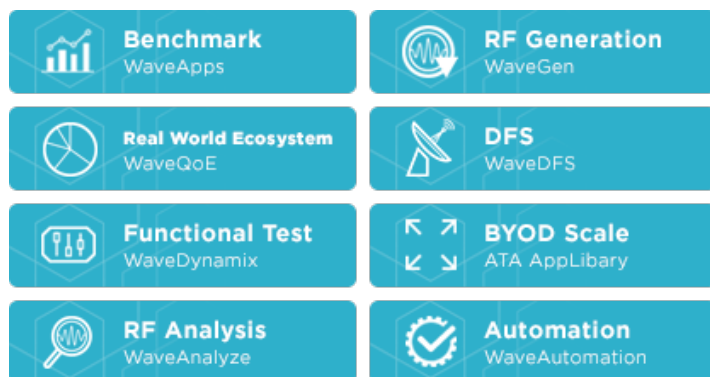 Benchmark
WaveApps
RF Generation
WaveGen
Real World Ecosystem
WaveQoE
DFS
WaveDFS
Functional Test
WaveDynamix
BYOD Scale
ATA AppLibary
RF Analysis
WaveAnalyze
Automation
WaveAutomation